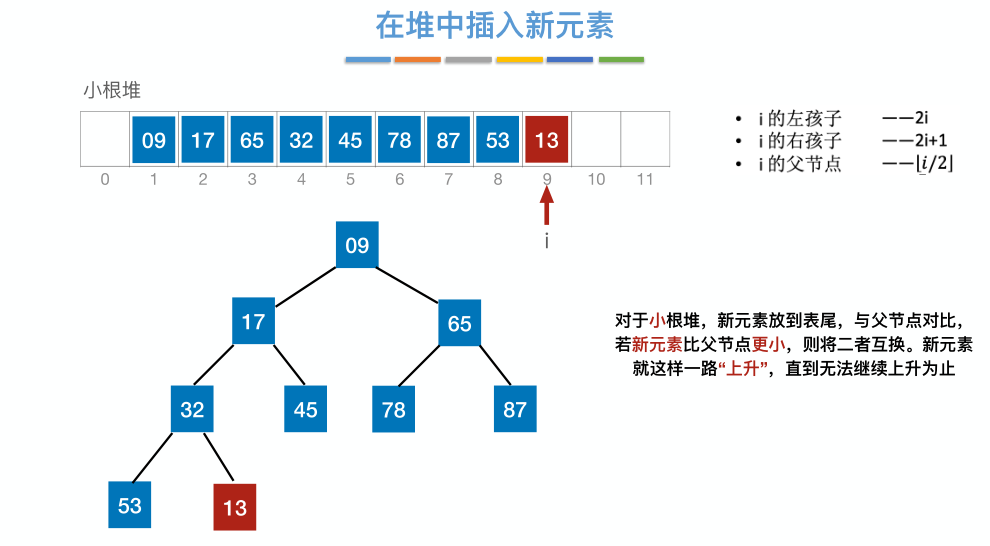 在堆中插入新元素
小根堆
09 17 65 32 45 78 87 53 13
0 1 2 3 4 5 6 7 8 9 10 11
i
• i 的左孩子 ——2i
• i 的右孩子 ——2i+1
• i 的父节点 ——⌊i/2⌋
09
17 65
32 45 78 87
53 13
对于小根堆，新元素放到表尾，与父节点对比，
若新元素比父节点更小，则将二者互换。新元素
就这样一路“上升”，直到无法继续上升为止